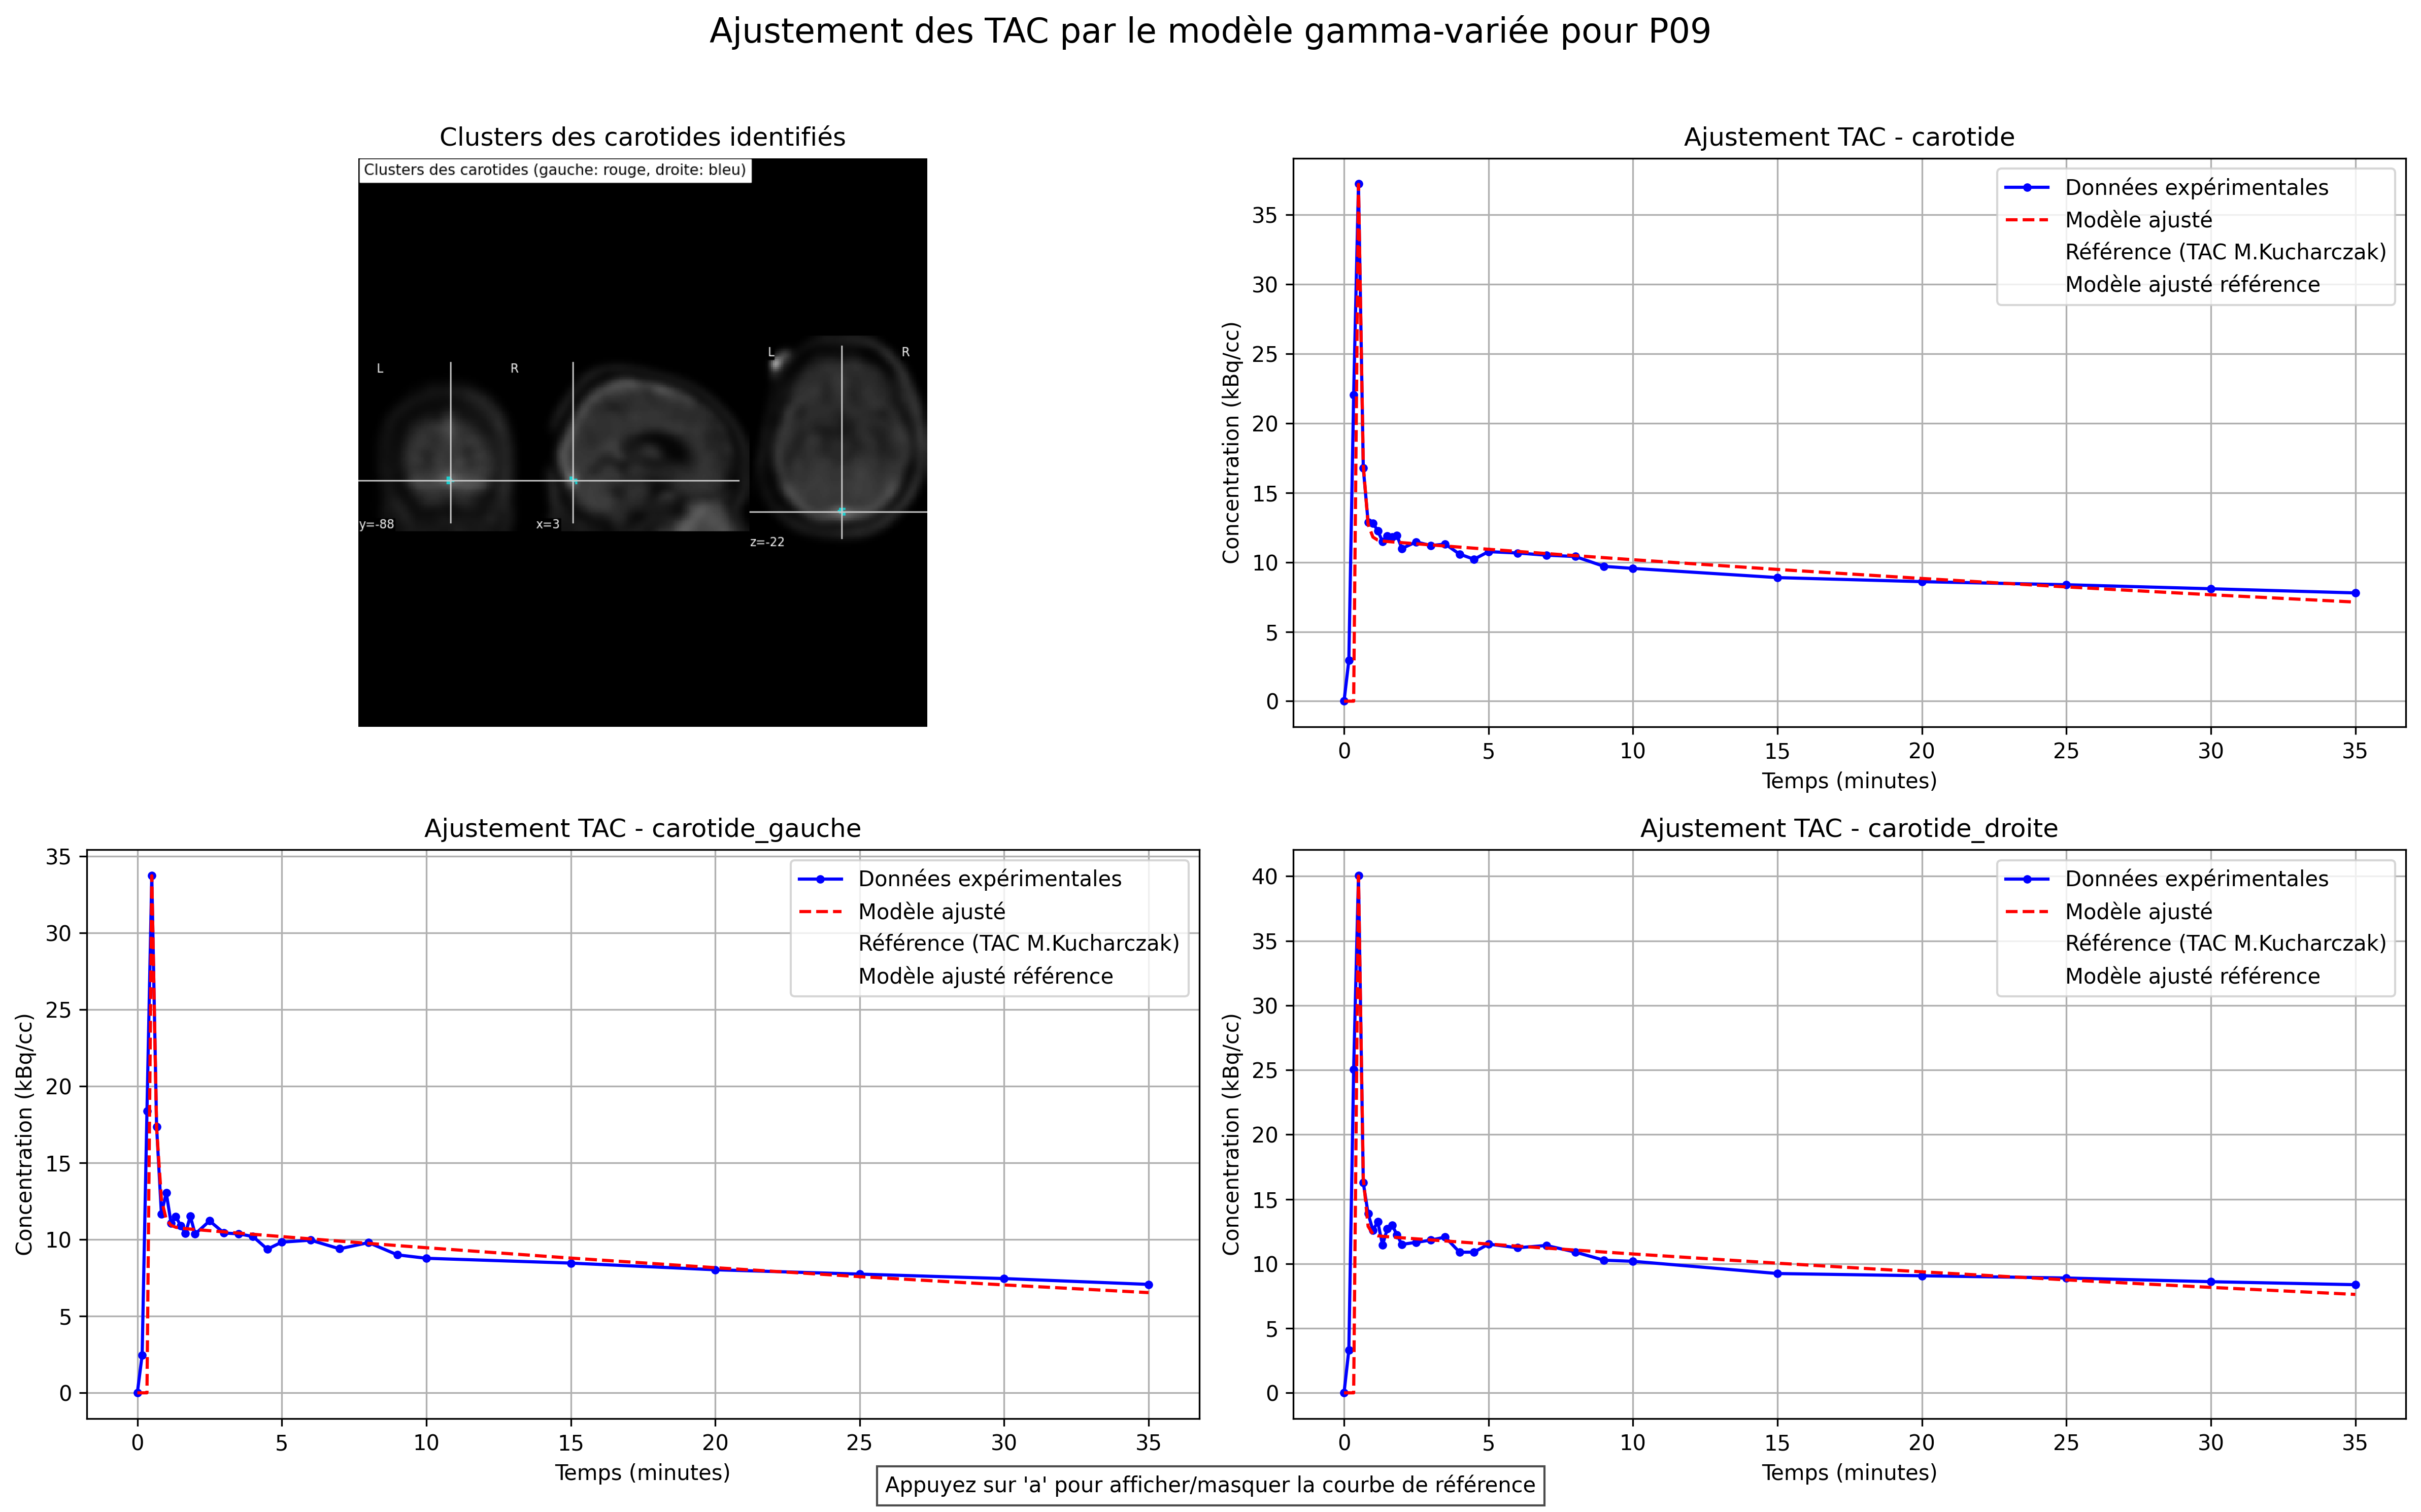 Ajustement des TAC par le modèle gamma-variée pour P09
Clusters des carotides identifiés
Clusters des carotides (gauche: rouge, droite: bleu)
L
R
L
R
y=-88
x=3
z=-22
Ajustement TAC - carotide
Données expérimentales
Modèle ajusté
Référence (TAC M.Kucharczak)
Modèle ajusté référence
Concentration (kBq/cc)
35
30
25
20
15
10
5
0
0 5 10 15 20 25 30 35
Temps (minutes)
Ajustement TAC - carotide_gauche
Données expérimentales
Modèle ajusté
Référence (TAC M.Kucharczak)
Modèle ajusté référence
Concentration (kBq/cc)
35
30
25
20
15
10
5
0
0 5 10 15 20 25 30 35
Temps (minutes)
Ajustement TAC - carotide_droite
Données expérimentales
Modèle ajusté
Référence (TAC M.Kucharczak)
Modèle ajusté référence
Concentration (kBq/cc)
40
35
30
25
20
15
10
5
0
0 5 10 15 20 25 30 35
Temps (minutes)
Appuyez sur 'a' pour afficher/masquer la courbe de référence